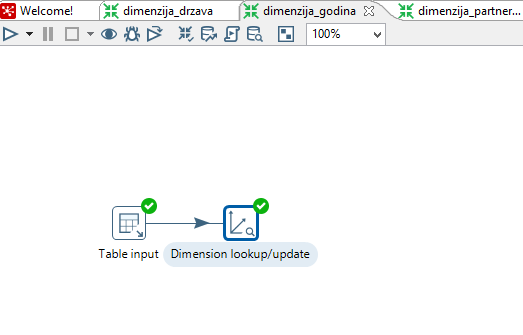 Welcome! dimenzija_drzava dimenzija_godina dimenzija_partner...
100%
Table input Dimension lookup/update